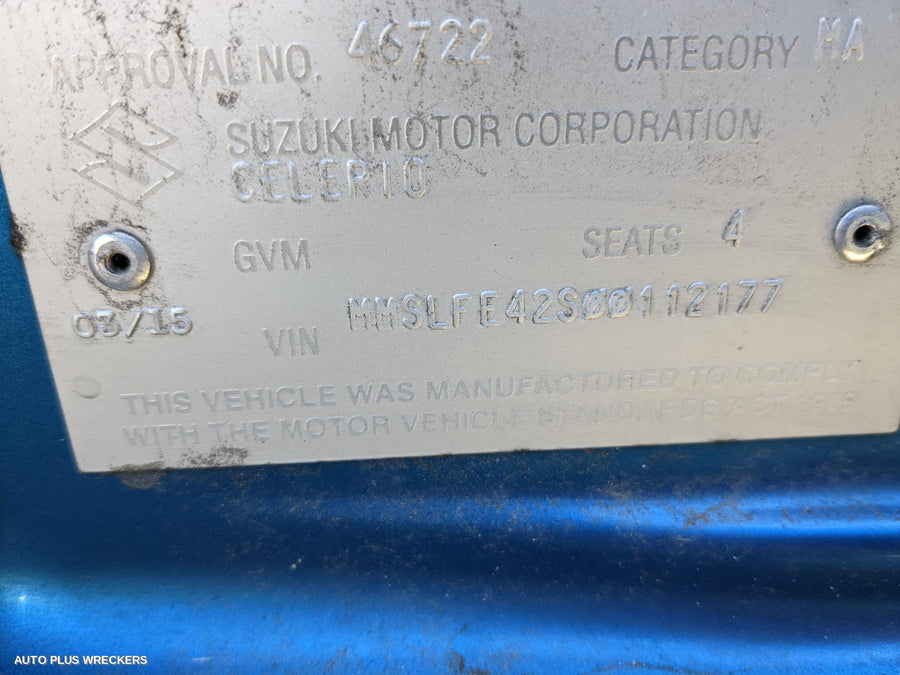 APPROVAL NO. 46722 CATEGORY MA
SUZUKI MOTOR CORPORATION
CELERIO
GVM SEATS 4
03/15
VIN MMSLFE42S00112177
THIS VEHICLE WAS MANUFACTURED TO COMPLY
WITH THE MOTOR VEHICLE STANDARDS ACT 1989
AUTO PLUS WRECKERS